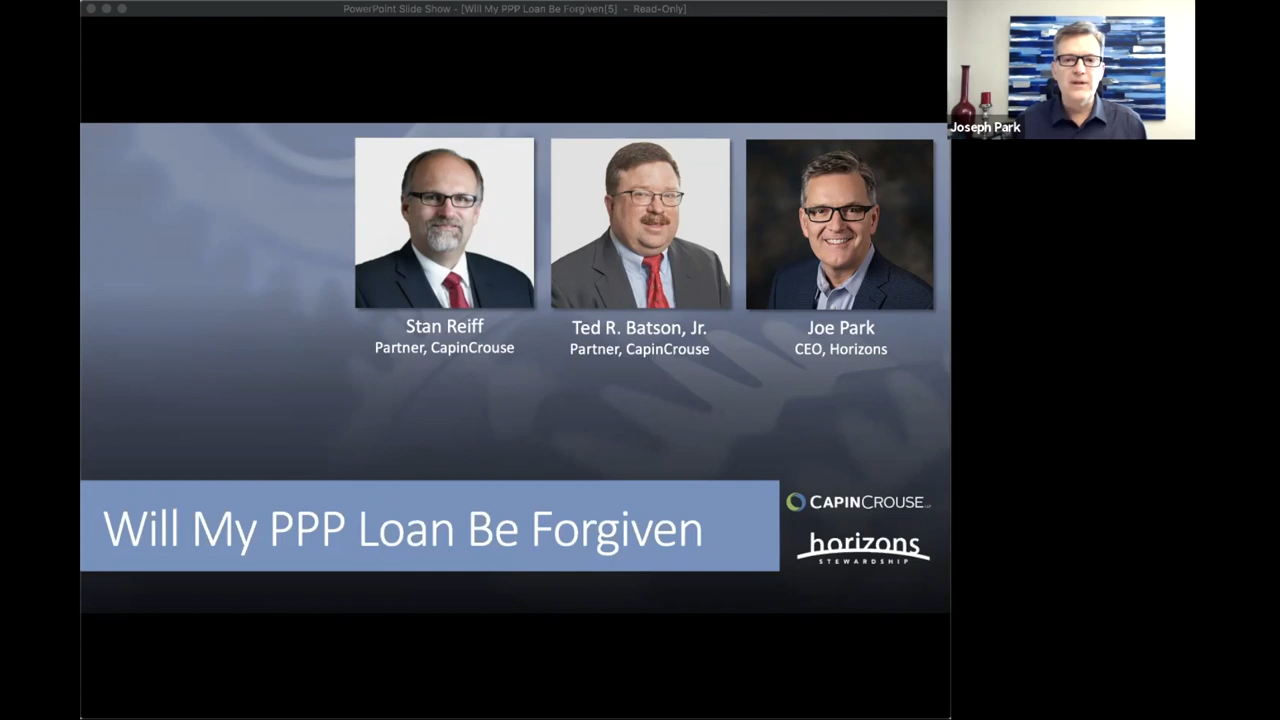 PowerPoint Slide Show - [Will My PPP Loan Be Forgiven[5] - Read-Only]
Joseph Park
Stan Reiff
Partner, CapinCrouse
Ted R. Batson, Jr.
Partner, CapinCrouse
Joe Park
CEO, Horizons
Will My PPP Loan Be Forgiven
CAPINCROUSE LLP
horizons
STEWARDSHIP